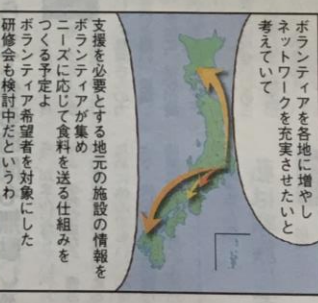 ボランティアを各地に増やし
ネットワークを充実させたいと
考えていて
支援を必要とする地元の施設の情報を
ボランティアが集め
ニーズに応じて食料を送る仕組みを
つくる予定よ
ボランティア希望者を対象にした
研修会も検討中だというわ